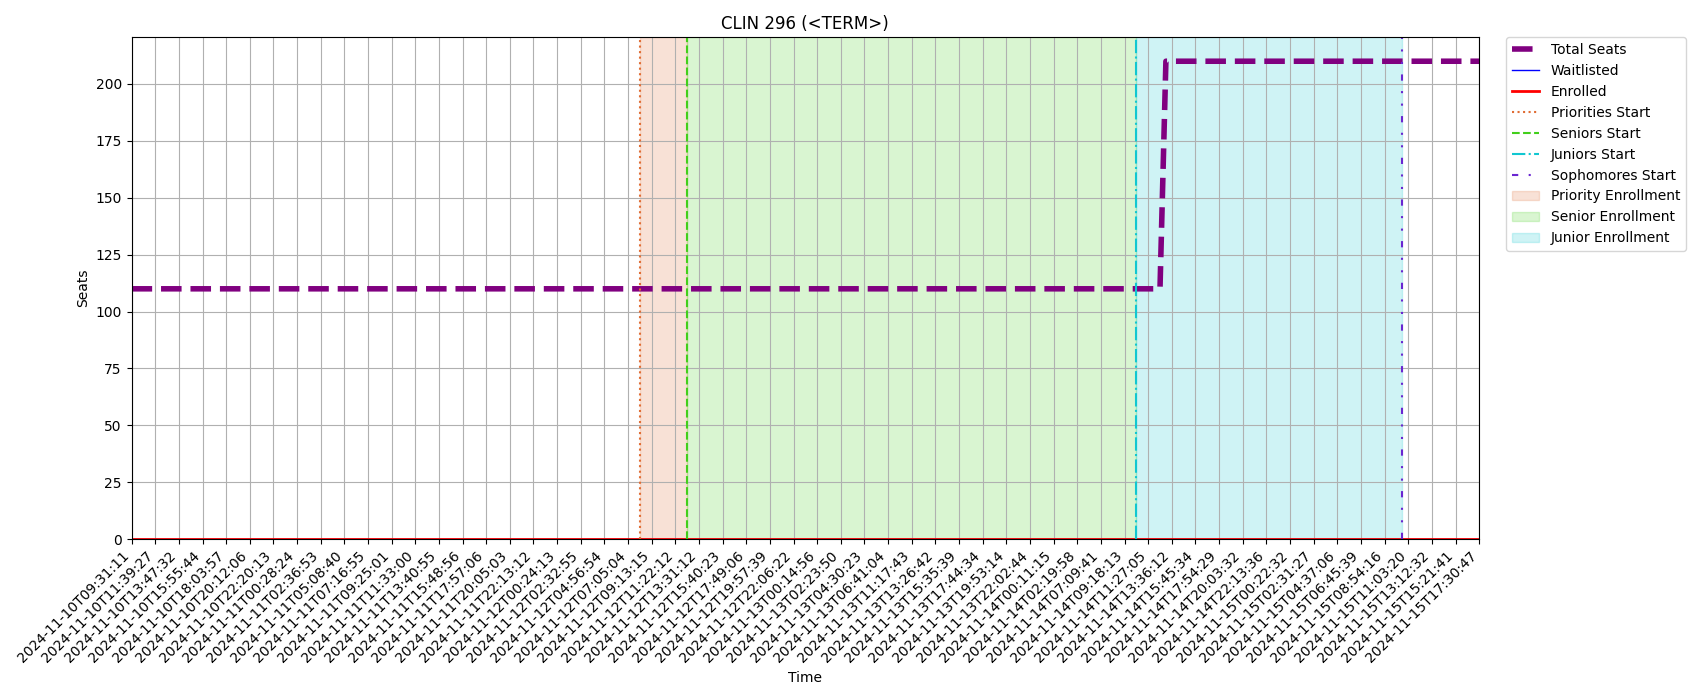 CLIN 296 (<TERM>)
Total Seats
Waitlisted
Enrolled
Priorities Start
Seniors Start
Juniors Start
Sophomores Start
Priority Enrollment
Senior Enrollment
Junior Enrollment
Seats
200
175
150
125
100
75
50
25
0
2024-11-10T09:31:11
2024-11-10T11:39:27
2024-11-10T13:47:32
2024-11-10T15:55:44
2024-11-10T18:03:57
2024-11-10T20:12:06
2024-11-10T22:20:13
2024-11-11T00:28:24
2024-11-11T02:36:53
2024-11-11T05:08:40
2024-11-11T07:16:55
2024-11-11T09:25:01
2024-11-11T11:33:00
2024-11-11T13:40:55
2024-11-11T15:48:56
2024-11-11T17:57:06
2024-11-11T20:05:03
2024-11-11T22:13:12
2024-11-12T00:24:13
2024-11-12T02:32:55
2024-11-12T04:56:54
2024-11-12T07:05:04
2024-11-12T09:13:15
2024-11-12T11:22:12
2024-11-12T13:31:12
2024-11-12T15:40:23
2024-11-12T17:49:06
2024-11-12T19:57:39
2024-11-12T22:06:22
2024-11-13T00:14:56
2024-11-13T02:23:50
2024-11-13T04:30:23
2024-11-13T06:41:04
2024-11-13T11:17:43
2024-11-13T13:26:42
2024-11-13T15:35:39
2024-11-13T17:44:34
2024-11-13T19:53:14
2024-11-13T22:02:44
2024-11-14T00:11:15
2024-11-14T02:19:58
2024-11-14T07:09:41
2024-11-14T09:18:13
2024-11-14T11:27:05
2024-11-14T13:36:12
2024-11-14T15:45:34
2024-11-14T17:54:29
2024-11-14T20:03:32
2024-11-14T22:13:36
2024-11-15T00:22:32
2024-11-15T02:31:27
2024-11-15T04:37:06
2024-11-15T06:45:39
2024-11-15T08:54:16
2024-11-15T11:03:20
2024-11-15T13:12:32
2024-11-15T15:21:41
2024-11-15T17:30:47
Time